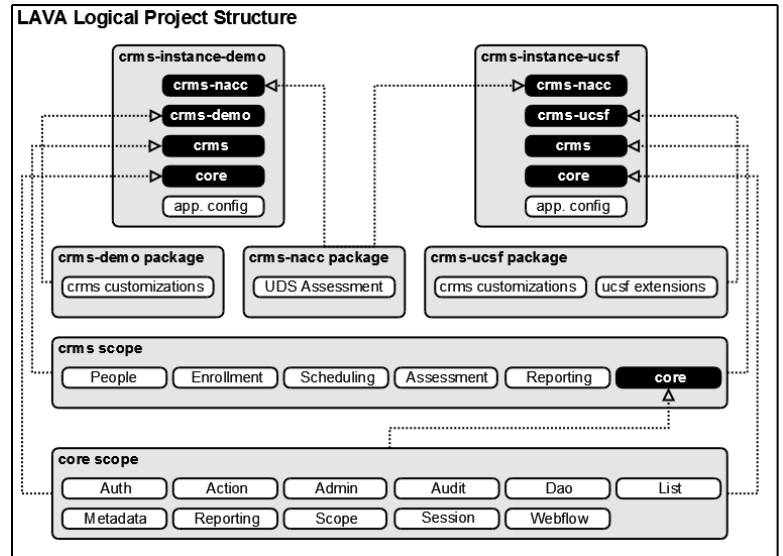 LAVA Logical Project Structure
crms-instance-demo
crms-nacc
crms-demo
crms
core
app. config
crms-instance-ucsf
crms-nacc
crms-ucsf
crms
core
app. config
crms-demo package
crms customizations
crms-nacc package
UDS Assessment
crms-ucsf package
crms customizations
ucsf extensions
crms scope
People
Enrollment
Scheduling
Assessment
Reporting
core
core scope
Auth
Action
Admin
Audit
Dao
List
Metadata
Reporting
Scope
Session
Webflow